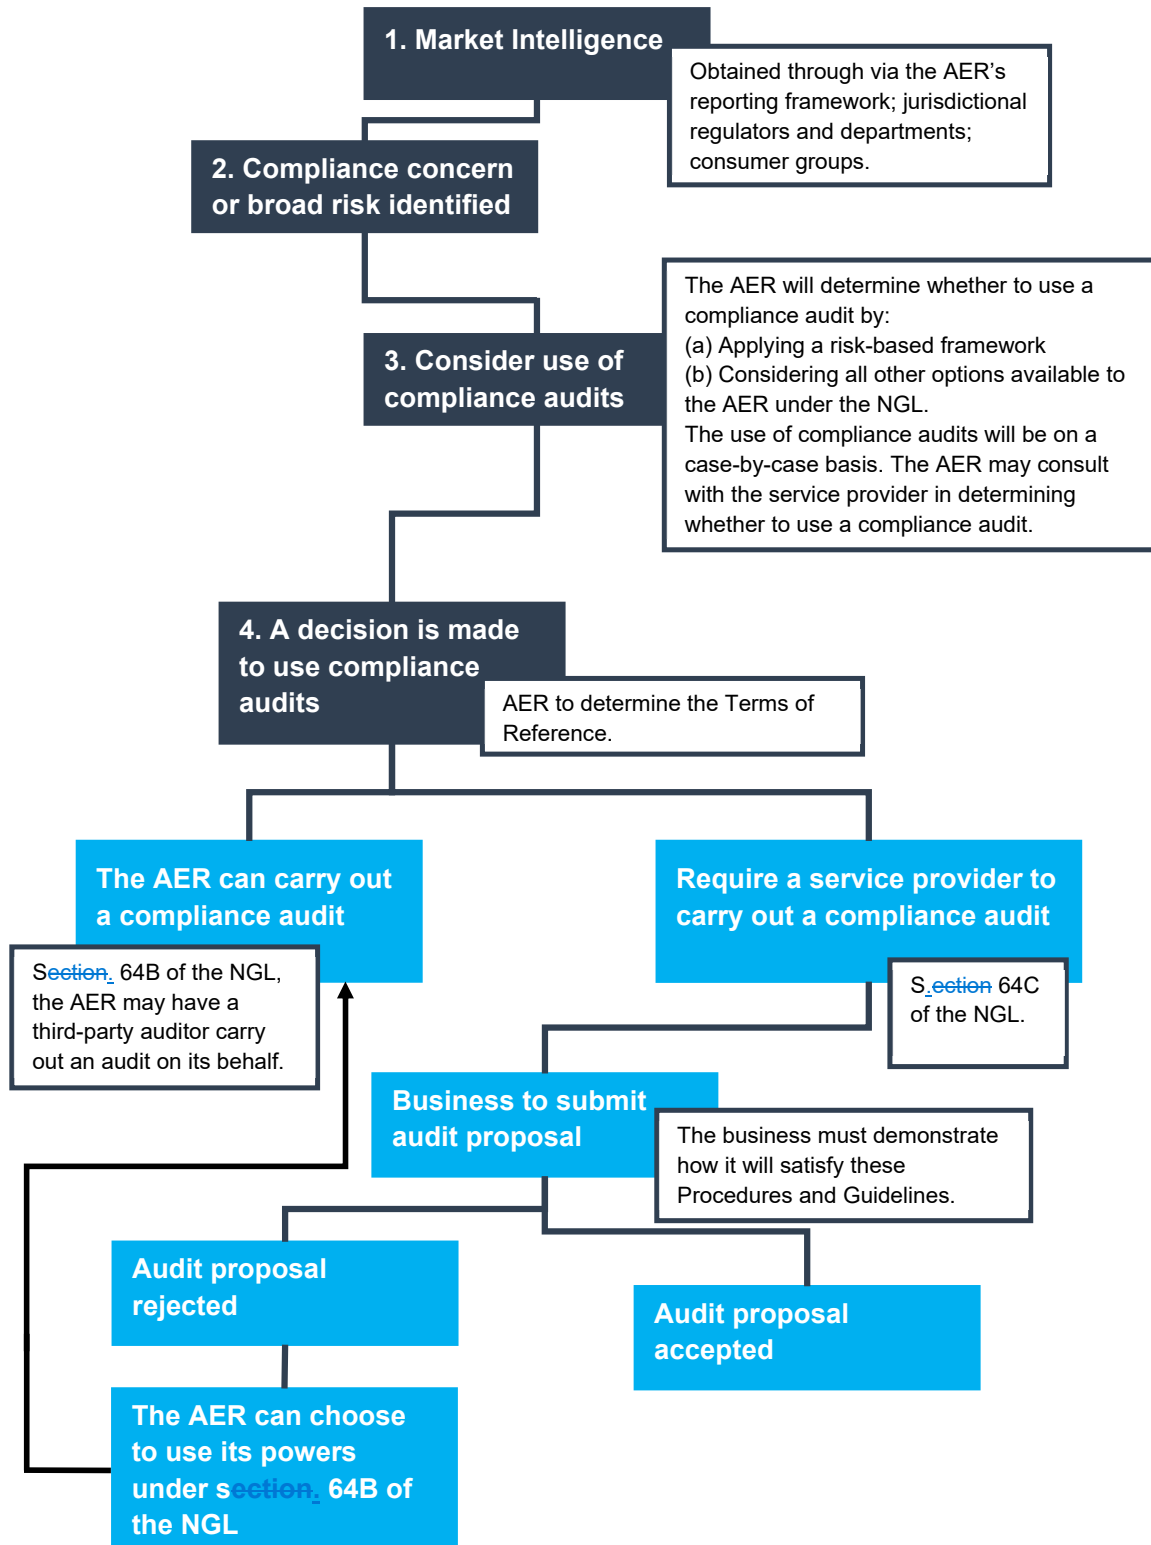 1. Market Intelligence
Obtained through via the AER's
reporting framework; jurisdictional
regulators and departments;
consumer groups.
2. Compliance concern
or broad risk identified
The AER will determine whether to use a
compliance audit by:
(a) Applying a risk-based framework
(b) Considering all other options available to
the AER under the NGL.
The use of compliance audits will be on a
case-by-case basis. The AER may consult
with the service provider in determining
whether to use a compliance audit.
3. Consider use of
compliance audits
4. A decision is made
to use compliance
audits
AER to determine the Terms of
Reference.
The AER can carry out
a compliance audit
Section. 64B of the NGL,
the AER may have a
third-party auditor carry
out an audit on its behalf.
Require a service provider to
carry out a compliance audit
S.ection 64C
of the NGL.
Business to submit
audit proposal
The business must demonstrate
how it will satisfy these
Procedures and Guidelines.
Audit proposal
rejected
Audit proposal
accepted
The AER can choose
to use its powers
under section. 64B of
the NGL